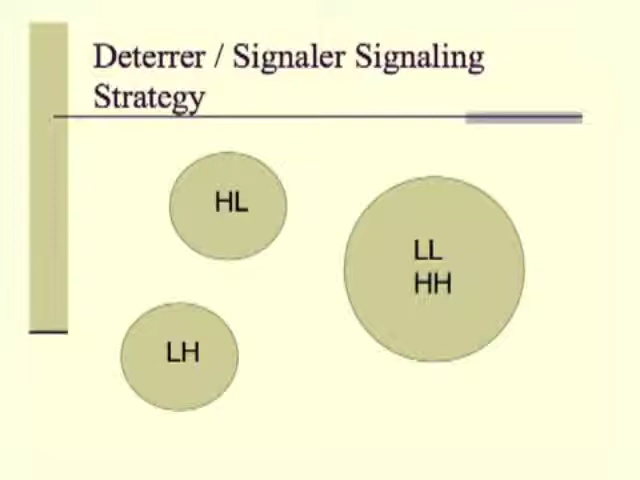 Deterrer / Signaler Signaling
Strategy
HL
LL
HH
LH